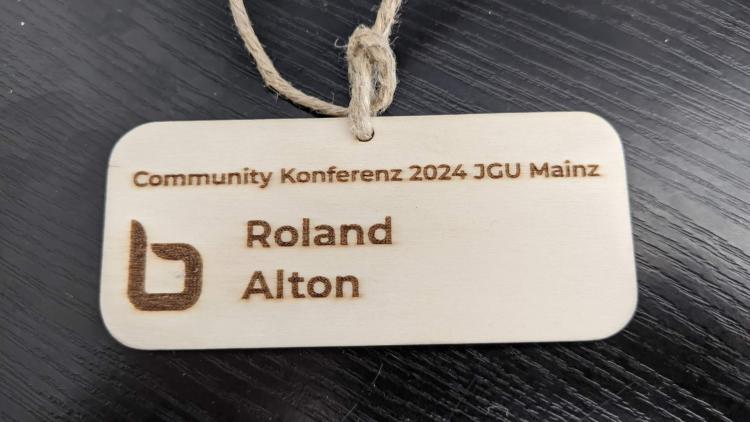 Community Konferenz 2024 JGU Mainz
Roland
Alton